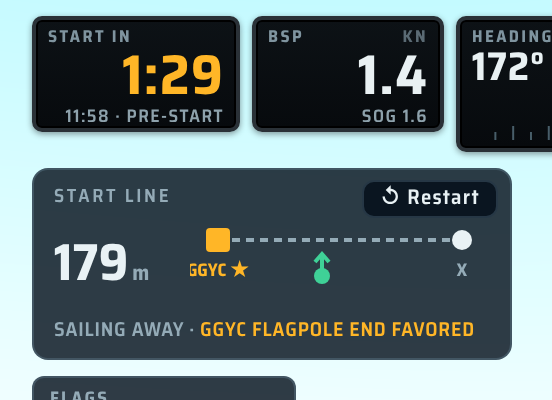 START IN
1:29
11:58 · PRE-START
BSP KN
1.4
SOG 1.6
HEADING
172°
START LINE
Restart
179 m
GGYC ★
X
SAILING AWAY · GGYC FLAGPOLE END FAVORED
FLAGS